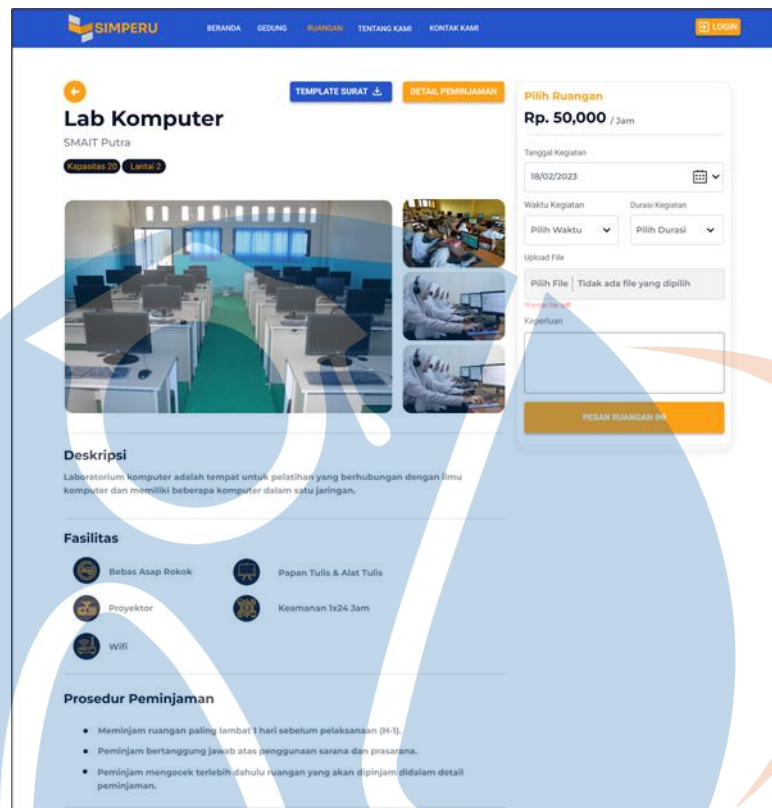 SIMPERU
BERANDA GEDUNG RUANGAN TENTANG KAMI KONTAK KAMI
LOGIN
TEMPLATE SURAT
DETAIL PEMINJAMAN
Lab Komputer
SMAIT Putra
Kapasitas 20 Lantai 2
Pilih Ruangan
Rp. 50,000 / Jam
Tanggal Kegiatan
18/02/2023
Waktu Kegiatan Durasi Kegiatan
Pilih Waktu Pilih Durasi
Upload File
Pilih File Tidak ada file yang dipilih
Keperluan
PESAN RUANGAN INI
Deskripsi
Laboratorium komputer adalah tempat untuk pelatihan yang berhubungan dengan ilmu
komputer dan memiliki beberapa komputer dalam satu jaringan.
Fasilitas
Bebas Asap Rokok Papan Tulis & Alat Tulis
Proyektor Keamanan 1x24 Jam
Wifi
Prosedur Peminjaman
Meminjam ruangan paling lambat 1 hari sebelum pelaksanaan (H-1).
Peminjam bertanggung jawab atas penggunaan sarana dan prasarana.
Peminjam mengecek terlebih dahulu ruangan yang akan dipinjam didalam detail
peminjaman.